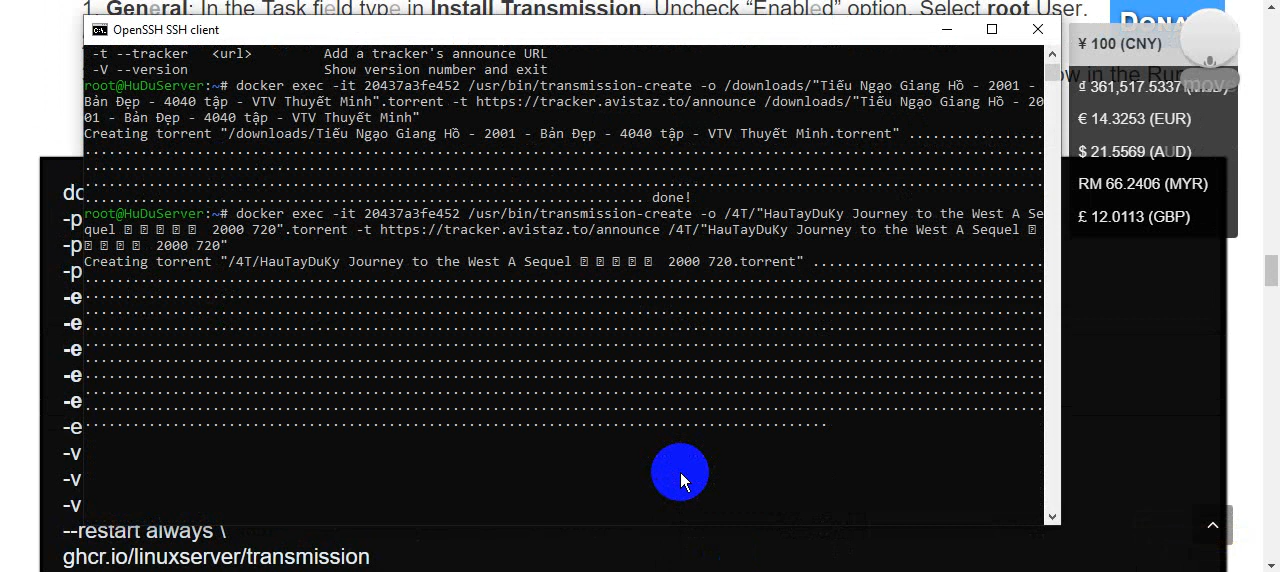 1. General: In the Task field type in Install Transmission. Uncheck “Enabled” option. Select root User.
OpenSSH SSH client
-t --tracker <url> Add a tracker's announce URL
-V --version Show version number and exit
root@HuDuServer:~# docker exec -it 20437a3fe452 /usr/bin/transmission-create -o /downloads/"Tiếu Ngạo Giang Hồ - 2001 -
Bản Đẹp - 4040 tập - VTV Thuyết Minh".torrent -t https://tracker.avistaz.to/announce /downloads/"Tiếu Ngạo Giang Hồ - 20
01 - Bản Đẹp - 4040 tập - VTV Thuyết Minh"
Creating torrent "/downloads/Tiếu Ngạo Giang Hồ - 2001 - Bản Đẹp - 4040 tập - VTV Thuyết Minh.torrent" ................
done!
root@HuDuServer:~# docker exec -it 20437a3fe452 /usr/bin/transmission-create -o /4T/"HauTayDuKy Journey to the West A Se
quel 2000 720".torrent -t https://tracker.avistaz.to/announce /4T/"HauTayDuKy Journey to the West A Sequel
2000 720"
Creating torrent "/4T/HauTayDuKy Journey to the West A Sequel 2000 720.torrent" .............................
¥ 100 (CNY)
₫ 361,517.5337
€ 14.3253 (EUR)
$ 21.5569 (AUD)
RM 66.2406 (MYR)
£ 12.0113 (GBP)
in the
-p
-p
-p
-e
-e
-e
-e
-e
-e
-v
-v
-v
--restart always \
ghcr.io/linuxserver/transmission